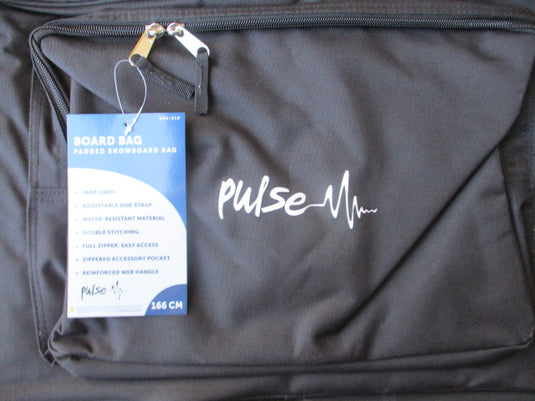 BOARD BAG
PADDED SNOWBOARD BAG
TARP LINED
ADJUSTABLE SIDE STRAP
WATER-RESISTANT MATERIAL
DOUBLE STITCHING
FULL ZIPPER: EASY ACCESS
ZIPPERED ACCESSORY POCKET
REINFORCED WEB HANDLE
pulse
166 CM
pulse